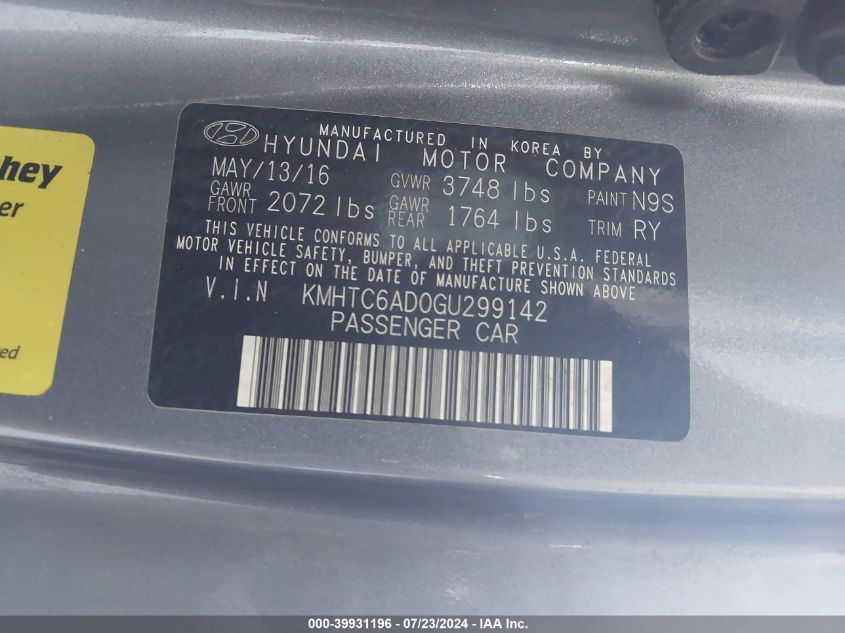 MANUFACTURED IN KOREA BY
HYUNDAI MOTOR COMPANY
MAY/13/16 GVWR 3748 lbs PAINT N9S
GAWR FRONT 2072 lbs GAWR REAR 1764 lbs TRIM RY
THIS VEHICLE CONFORMS TO ALL APPLICABLE U.S.A. FEDERAL
MOTOR VEHICLE SAFETY, BUMPER, AND THEFT PREVENTION STANDARDS
IN EFFECT ON THE DATE OF MANUFACTURE SHOWN ABOVE
V.I.N KMHTC6AD0GU299142
PASSENGER CAR
hey
er
ed
000-39931196 - 07/23/2024 - IAA Inc.